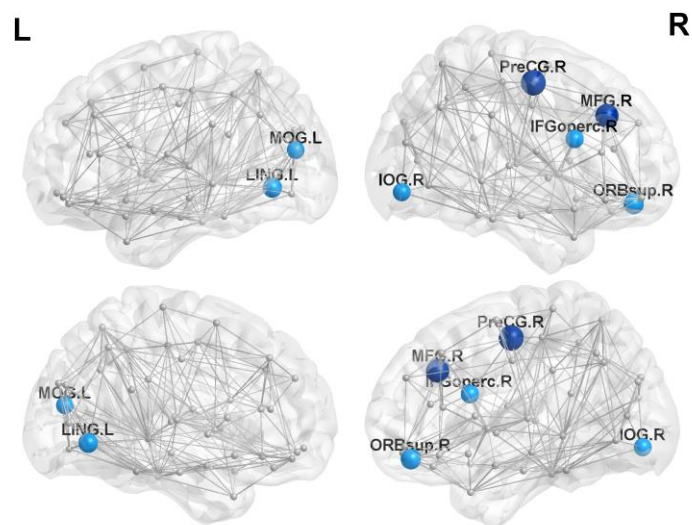 L
R
PreCG.R
MFG.R
IFGoperc.R
MOG.L
LING.L
IOG.R
ORBsup.R
PreCG.R
MFG.R
IFGoperc.R
MOG.L
LING.L
ORBsup.R
IOG.R